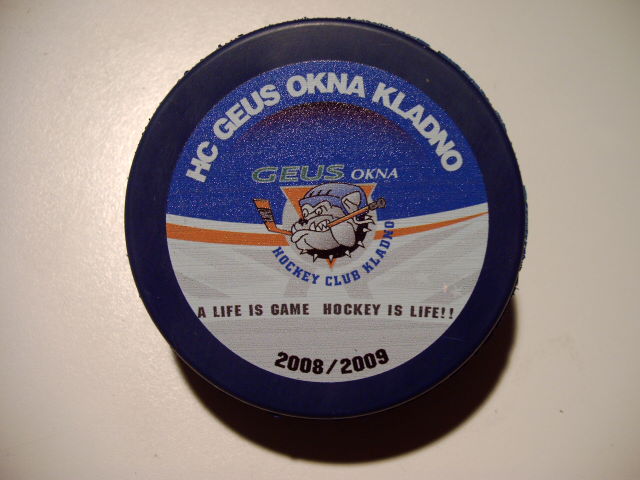 HC GEUS OKNA KLADNO
GEUS OKNA
HOCKEY CLUB KLADNO
A LIFE IS GAME HOCKEY IS LIFE!!
2008/2009